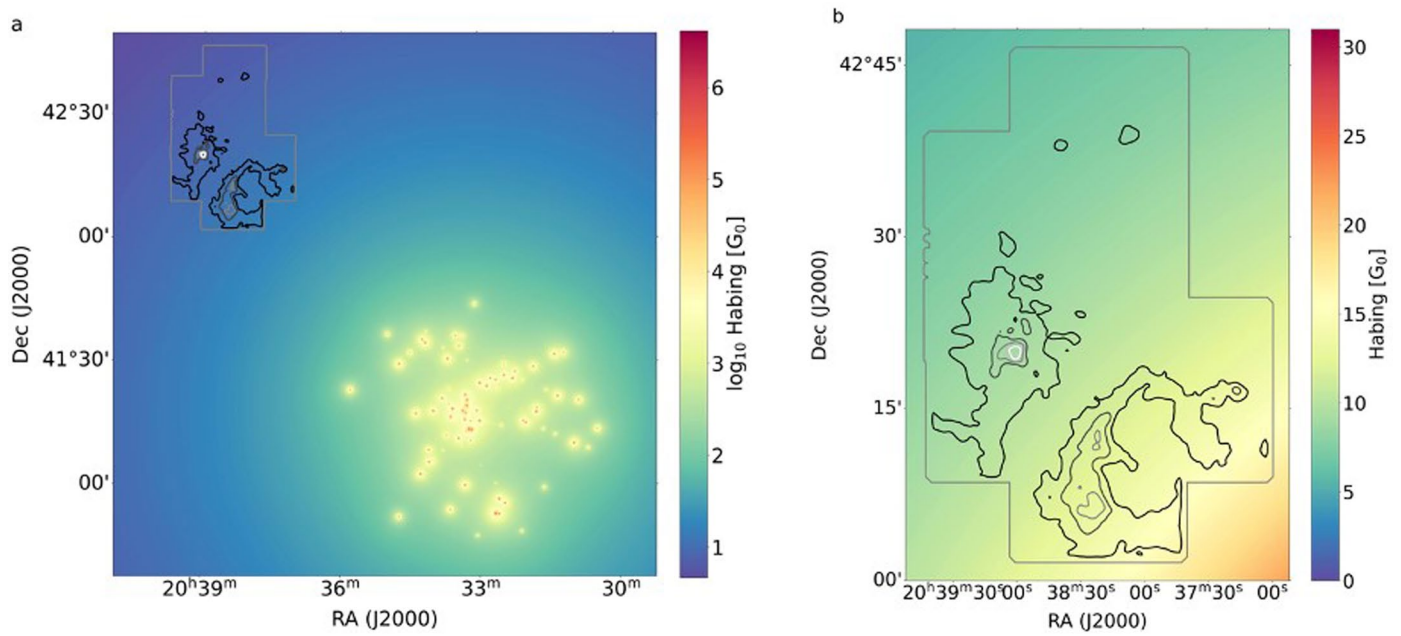 a
42°30'
00'
41°30'
00'
Dec (J2000)
20ʰ39ᵐ 36ᵐ 33ᵐ 30ᵐ
RA (J2000)
6
5
4
3
2
1
log₁₀ Habing [G₀]
b
42°45'
30'
15'
00'
Dec (J2000)
20ʰ39ᵐ30ˢ00ˢ 38ᵐ30ˢ 00ˢ 37ᵐ30ˢ 00ˢ
RA (J2000)
30
25
20
15
10
5
0
Habing [G₀]